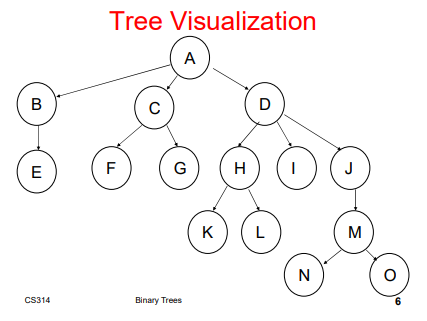 Tree Visualization
A
B C D
E F G H I J
K L M
N O
CS314 Binary Trees 6